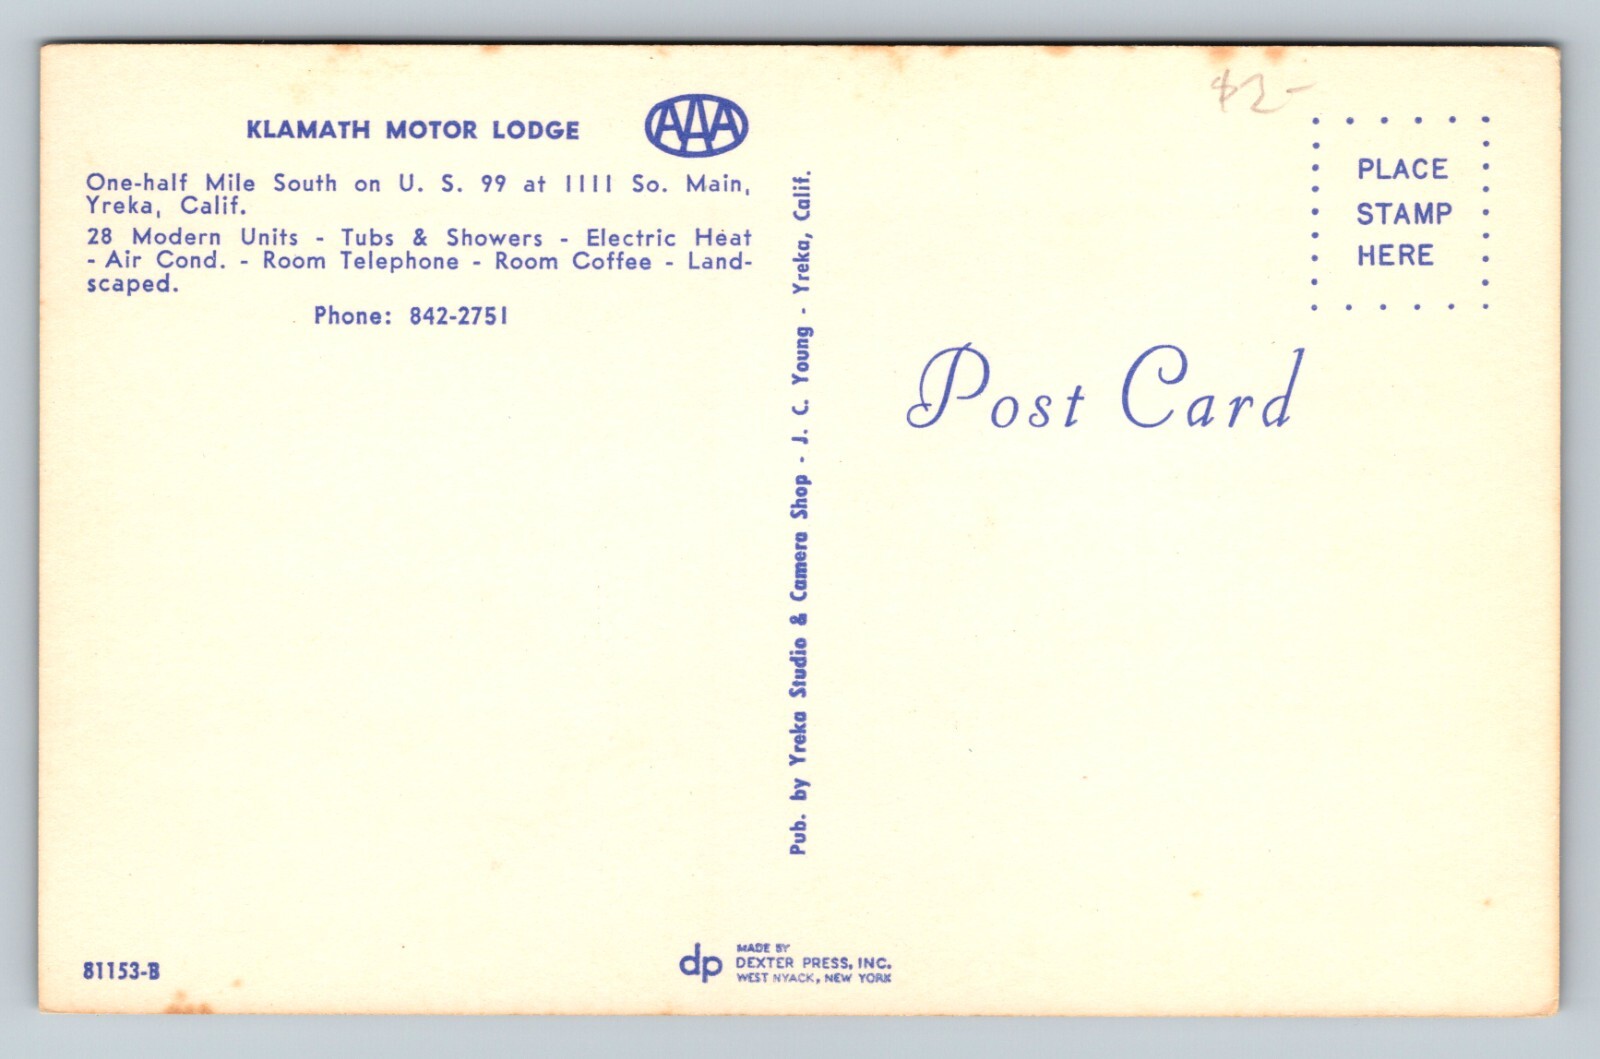 KLAMATH MOTOR LODGE
AAA
One-half Mile South on U. S. 99 at 1111 So. Main,
Yreka, Calif.
28 Modern Units - Tubs & Showers - Electric Heat
- Air Cond. - Room Telephone - Room Coffee - Land-
scaped.
Phone: 842-2751
81153-B
Pub. by Yreka Studio & Camera Shop - J. C. Young - Yreka, Calif.
dp
MADE BY
DEXTER PRESS, INC.
WEST NYACK, NEW YORK
$2-
PLACE
STAMP
HERE
Post Card